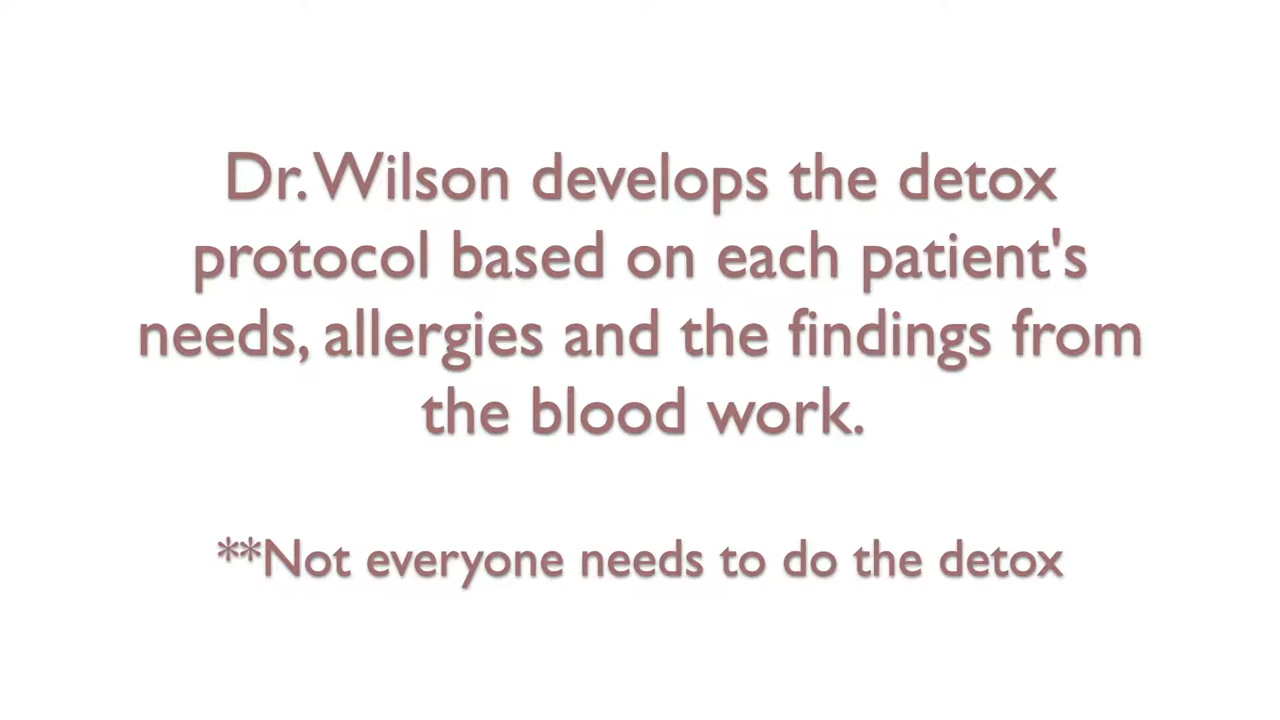 Dr. Wilson develops the detox
protocol based on each patient's
needs, allergies and the findings from
the blood work.
**Not everyone needs to do the detox